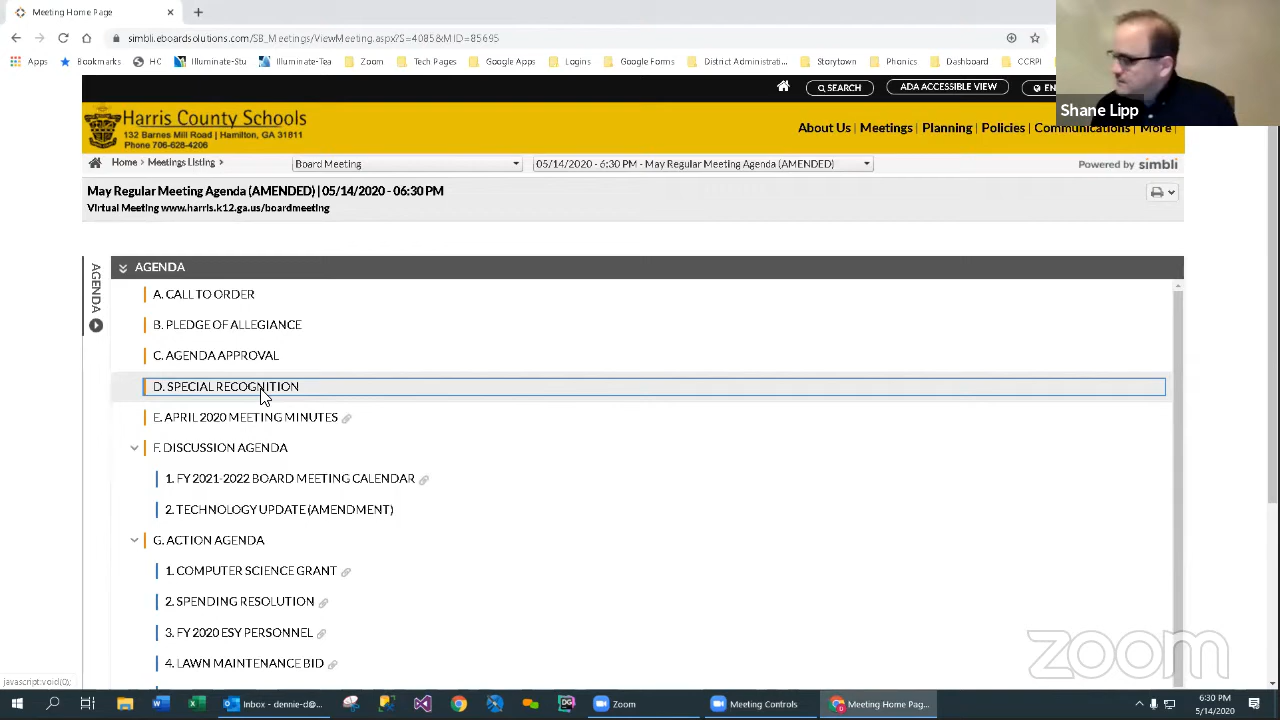 Meeting Home Page
simbli.eboardsolutions.com/SB_Meetings/ViewMeeting.aspx?S=4085&MID=85695
Apps Bookmarks Illuminate-Stu Illuminate-Tea Zoom Tech Pages Google Apps Logins Google Forms District Administrati... Storytown Phonics Dashboard CCRPI
Shane Lipp
SEARCH ADA ACCESSIBLE VIEW EN
Harris County Schools
132 Barnes Mill Road | Hamilton, GA 31811
Phone 706-628-4206
About Us | Meetings | Planning | Policies | Communications | More
Home > Meetings Listing > Board Meeting 05/14/2020 - 6:30 PM - May Regular Meeting Agenda (AMENDED) Powered by simbli
May Regular Meeting Agenda (AMENDED) | 05/14/2020 - 06:30 PM
Virtual Meeting www.harris.k12.ga.us/boardmeeting
AGENDA
AGENDA
A. CALL TO ORDER
B. PLEDGE OF ALLEGIANCE
C. AGENDA APPROVAL
D. SPECIAL RECOGNITION
E. APRIL 2020 MEETING MINUTES
F. DISCUSSION AGENDA
1. FY 2021-2022 BOARD MEETING CALENDAR
2. TECHNOLOGY UPDATE (AMENDMENT)
G. ACTION AGENDA
1. COMPUTER SCIENCE GRANT
2. SPENDING RESOLUTION
3. FY 2020 ESY PERSONNEL
4. LAWN MAINTENANCE BID
zoom
javascript:void(0);
Inbox - dennie-d@... Zoom Meeting Controls Meeting Home Pag...
6:30 PM
5/14/2020